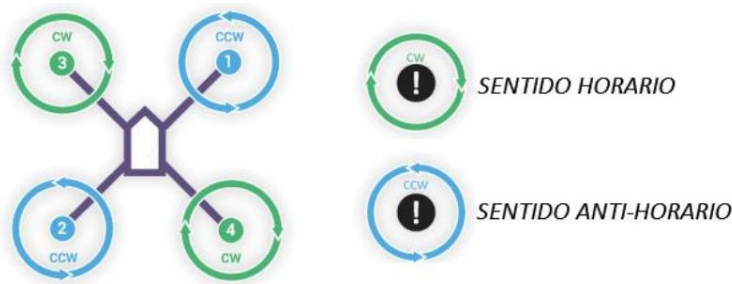 CW
3
CCW
1
CW
!
SENTIDO HORARIO
2
CCW
4
CW
CCW
!
SENTIDO ANTI-HORARIO